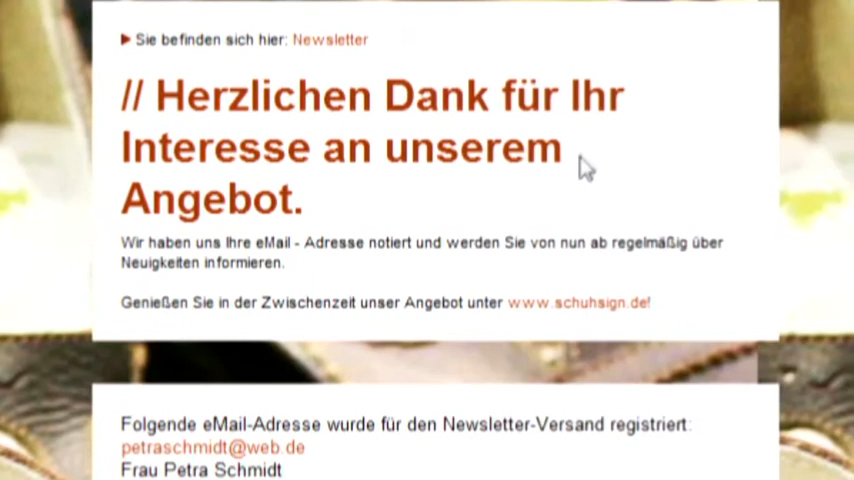 Sie befinden sich hier: Newsletter
// Herzlichen Dank für Ihr
Interesse an unserem
Angebot.
Wir haben uns Ihre eMail - Adresse notiert und werden Sie von nun ab regelmäßig über
Neuigkeiten informieren.
Genießen Sie in der Zwischenzeit unser Angebot unter www.schuhsign.de!
Folgende eMail-Adresse wurde für den Newsletter-Versand registriert:
petraschmidt@web.de
Frau Petra Schmidt